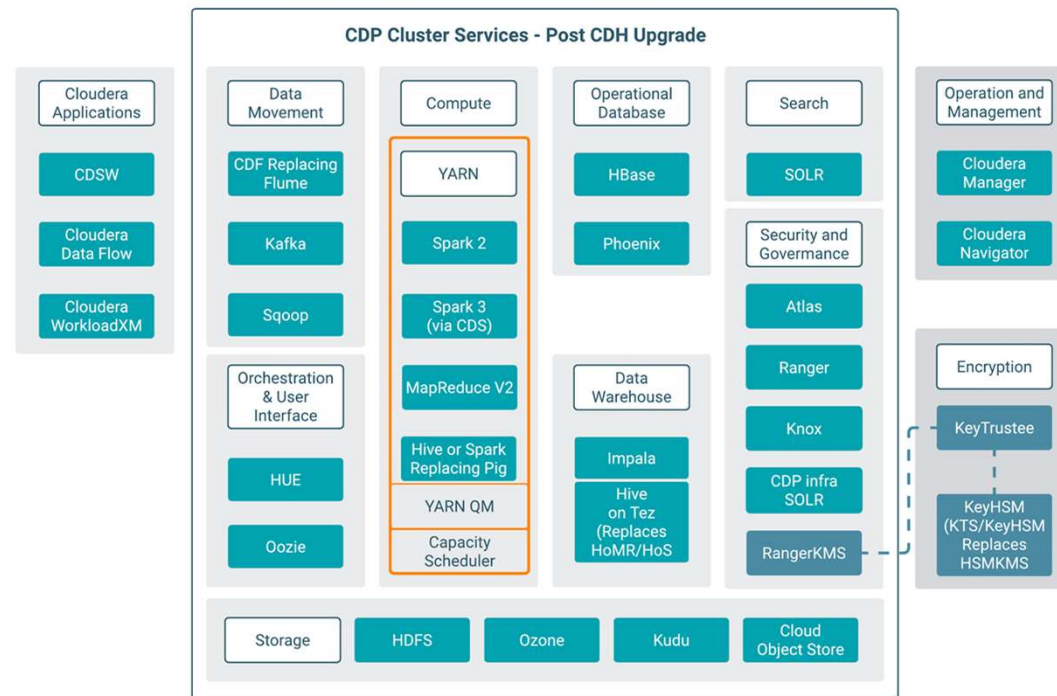 CDP Cluster Services - Post CDH Upgrade
Cloudera
Applications
CDSW
Cloudera
Data Flow
Cloudera
WorkloadXM
Data
Movement
CDF Replacing
Flume
Kafka
Sqoop
Orchestration
& User
Interface
HUE
Oozie
Compute
YARN
Spark 2
Spark 3
(via CDS)
MapReduce V2
Hive or Spark
Replacing Pig
YARN QM
Capacity
Scheduler
Operational
Database
HBase
Phoenix
Data
Warehouse
Impala
Hive
on Tez
(Replaces
HoMR/HoS
Search
SOLR
Security and
Govermance
Atlas
Ranger
Knox
CDP infra
SOLR
RangerKMS
Operation and
Management
Cloudera
Manager
Cloudera
Navigator
Encryption
KeyTrustee
KeyHSM
(KTS/KeyHSM
Replaces
HSMKMS
Storage
HDFS
Ozone
Kudu
Cloud
Object Store